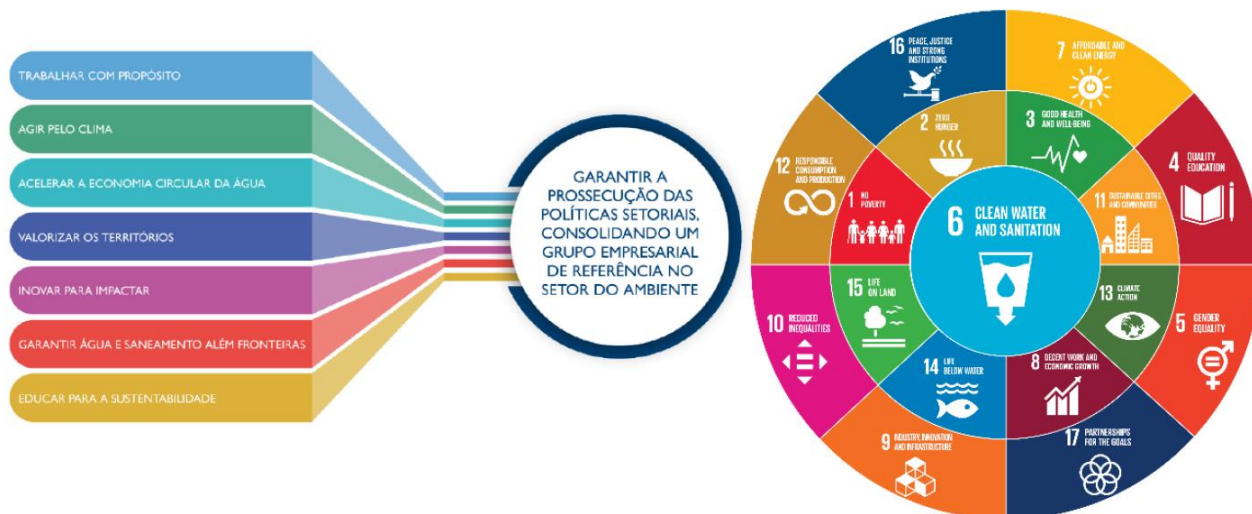 TRABALHAR COM PROPÓSITO
AGIR PELO CLIMA
ACELERAR A ECONOMIA CIRCULAR DA ÁGUA
VALORIZAR OS TERRITÓRIOS
INOVAR PARA IMPACTAR
GARANTIR ÁGUA E SANEAMENTO ALÉM FRONTEIRAS
EDUCAR PARA A SUSTENTABILIDADE
GARANTIR A
PROSSECUÇÃO DAS
POLÍTICAS SETORIAIS,
CONSOLIDANDO UM
GRUPO EMPRESARIAL
DE REFERÊNCIA NO
SETOR DO AMBIENTE
16 PEACE, JUSTICE
AND STRONG
INSTITUTIONS
7 AFFORDABLE AND
CLEAN ENERGY
2 ZERO
HUNGER
3 GOOD HEALTH
AND WELL-BEING
12 RESPONSIBLE
CONSUMPTION
AND PRODUCTION
4 QUALITY
EDUCATION
1 NO
POVERTY
11 SUSTAINABLE CITIES
AND COMMUNITIES
6 CLEAN WATER
AND SANITATION
15 LIFE
ON LAND
13 CLIMATE
ACTION
10 REDUCED
INEQUALITIES
5 GENDER
EQUALITY
14 LIFE
BELOW WATER
8 DECENT WORK AND
ECONOMIC GROWTH
9 INDUSTRY, INNOVATION
AND INFRASTRUCTURE
17 PARTNERSHIPS
FOR THE GOALS